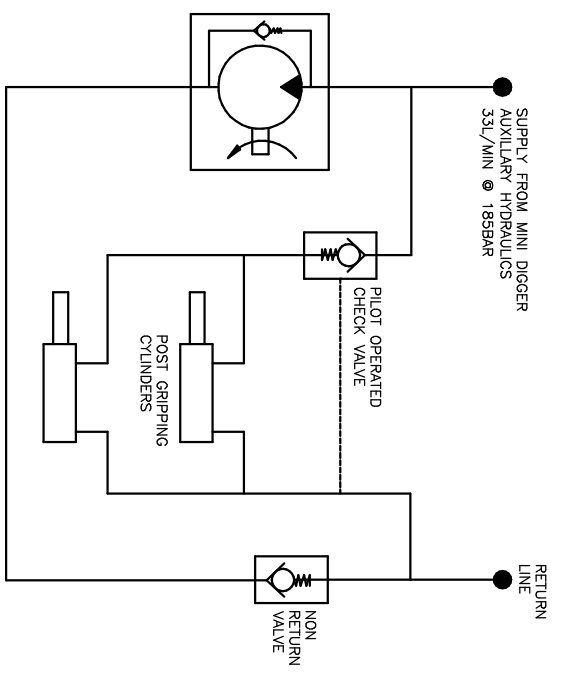 SUPPLY FROM MINI DIGGER
AUXILLARY HYDRAULICS
33L/MIN @ 185BAR
PILOT OPERATED
CHECK VALVE
POST GRIPPING
CYLINDERS
RETURN
LINE
NON
RETURN
VALVE